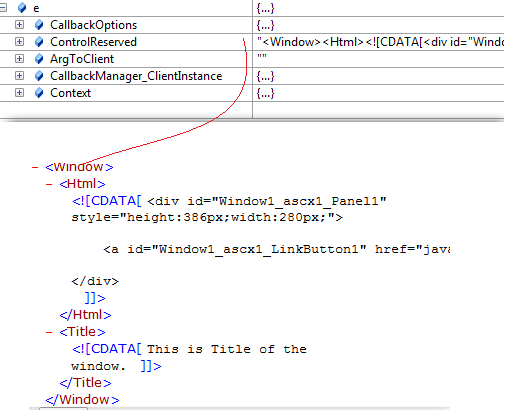 e {...}
CallbackOptions {...}
ControlReserved "<Window><Html><![CDATA[<div id="Windo
ArgToClient ""
CallbackManager_ClientInstance {...}
Context {...}
- <Window>
- <Html>
<![CDATA[ <div id="Window1_ascx1_Panel1"
style="height:386px;width:280px;">
<a id="Window1_ascx1_LinkButton1" href="java
</div>
]]>
</Html>
- <Title>
<![CDATA[ This is Title of the
window. ]]>
</Title>
</Window>